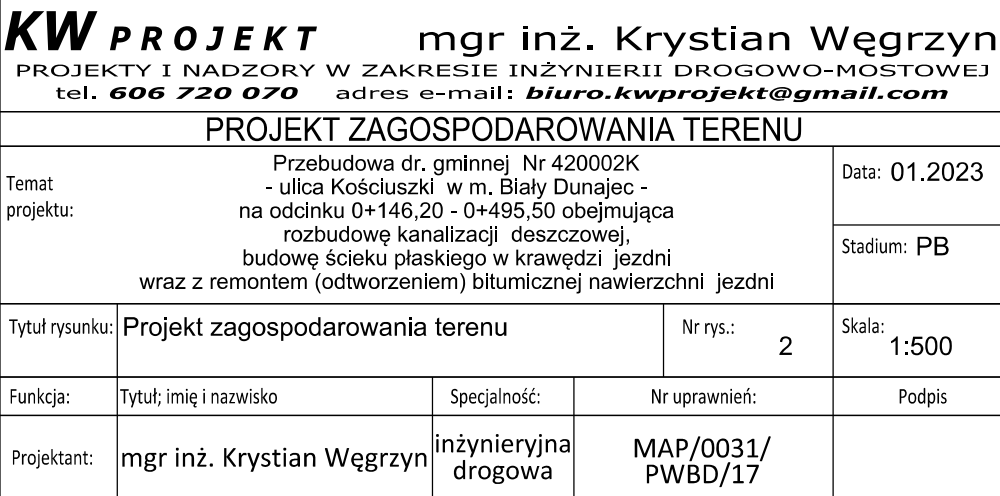 KW PROJEKT mgr inż. Krystian Węgrzyn
PROJEKTY I NADZORY W ZAKRESIE INŻYNIERII DROGOWO-MOSTOWEJ
tel. 606 720 070 adres e-mail: biuro.kwprojekt@gmail.com
PROJEKT ZAGOSPODAROWANIA TERENU
Temat
projektu:
Przebudowa dr. gminnej Nr 420002K
- ulica Kościuszki w m. Biały Dunajec -
na odcinku 0+146,20 - 0+495,50 obejmująca
rozbudowę kanalizacji deszczowej,
budowę ścieku płaskiego w krawędzi jezdni
wraz z remontem (odtworzeniem) bitumicznej nawierzchni jezdni
Data: 01.2023
Stadium: PB
Tytuł rysunku: Projekt zagospodarowania terenu
Nr rys.:
2
Skala:
1:500
Funkcja: Tytuł; imię i nazwisko Specjalność: Nr uprawnień: Podpis
Projektant: mgr inż. Krystian Węgrzyn
inżynieryjna
drogowa
MAP/0031/
PWBD/17